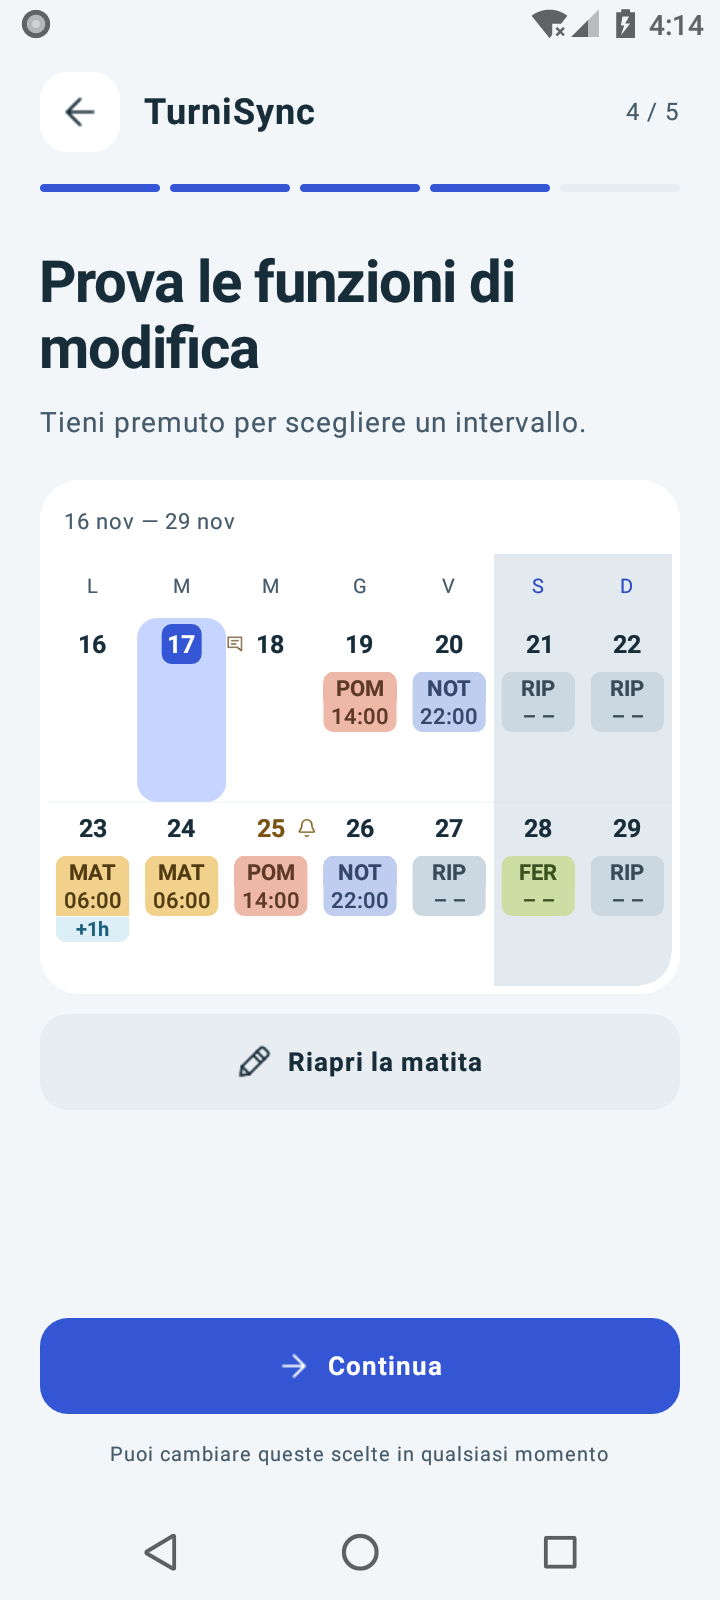 4:14
TurniSync
4 / 5
Prova le funzioni di
modifica
Tieni premuto per scegliere un intervallo.
16 nov — 29 nov
L M M G V S D
16 17 18 19 20 21 22
POM NOT RIP RIP
14:00 22:00 – – – –
23 24 25 26 27 28 29
MAT MAT POM NOT RIP FER RIP
06:00 06:00 14:00 22:00 – – – – – –
+1h
Riapri la matita
Continua
Puoi cambiare queste scelte in qualsiasi momento